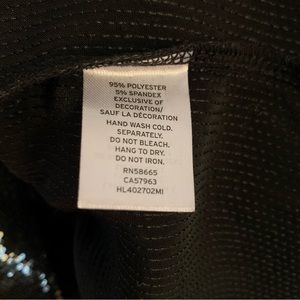 95% POLYESTER
5% SPANDEX
EXCLUSIVE OF
DECORATION/
SAUF LA DÉCORATION
HAND WASH COLD.
SEPARATELY.
DO NOT BLEACH.
HANG TO DRY.
DO NOT IRON.
RN58665
CA57963
HL402702MI